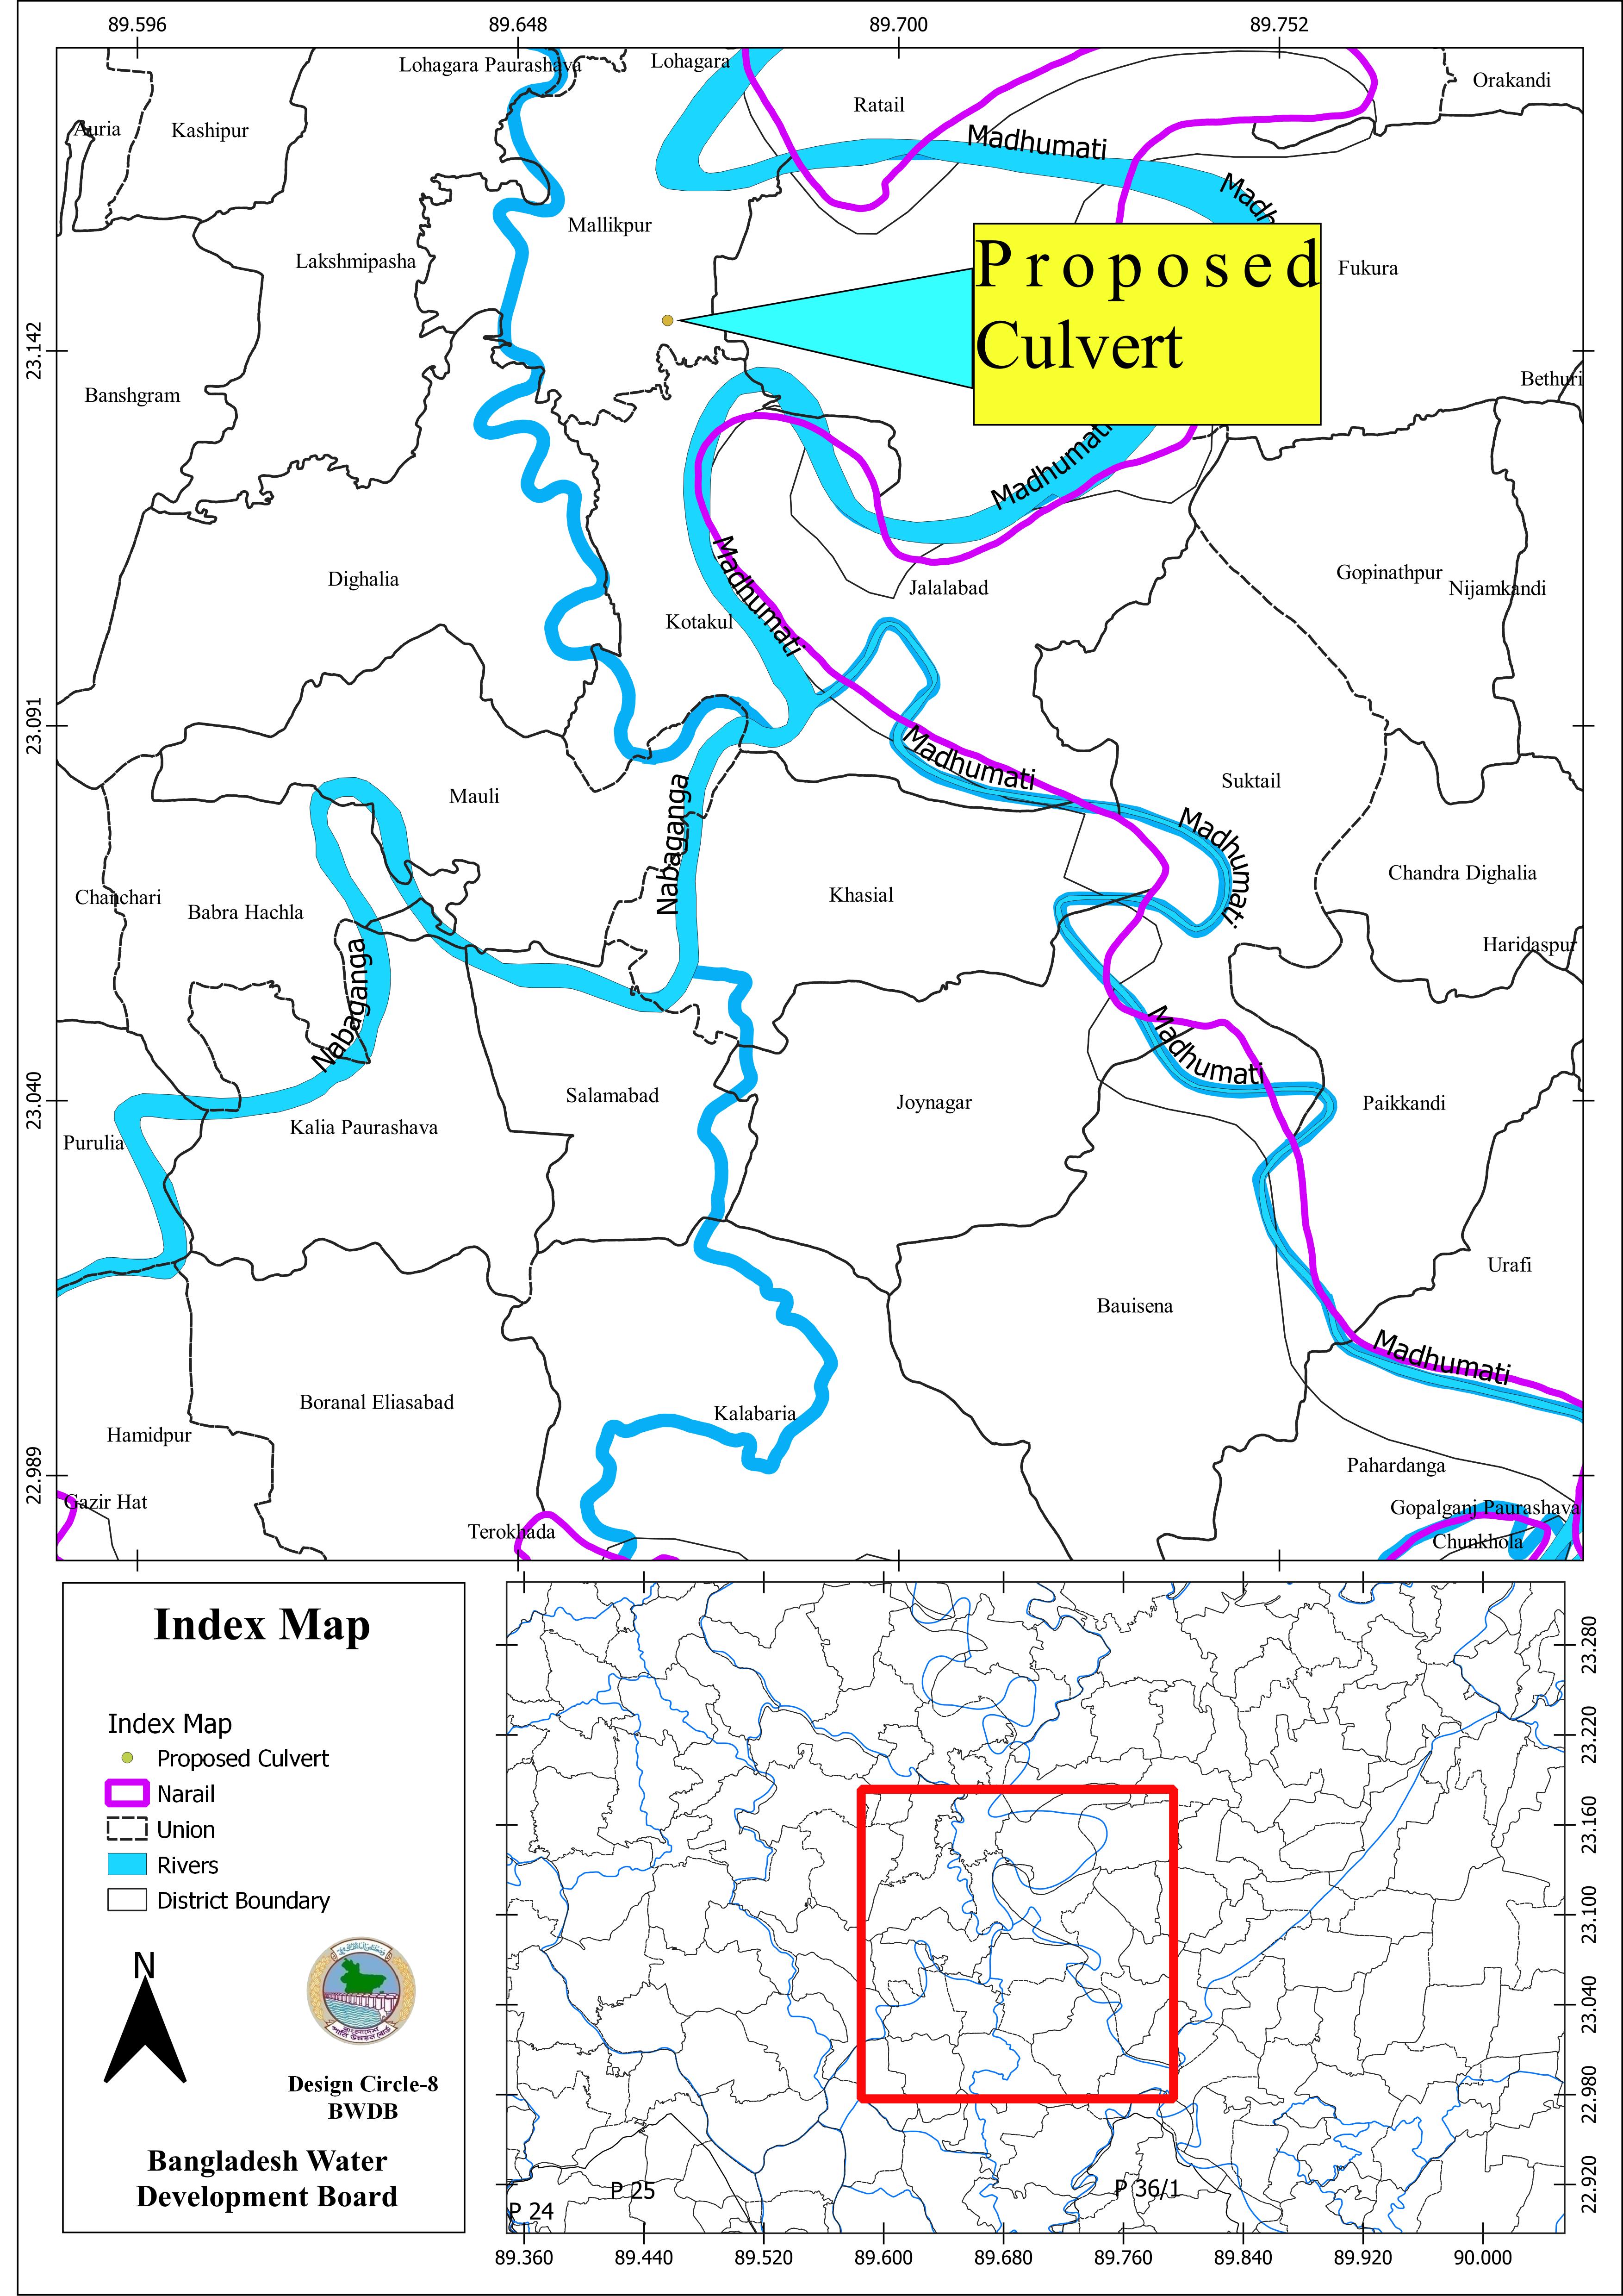 89.596
89.648
89.700
89.752
Lohagara Paurashava
Lohagara
Orakandi
Ratail
Auria
Kashipur
Madhumati
Madh
Mallikpur
Lakshmipasha
Proposed
Culvert
Fukura
23.142
Bethuri
Banshgram
Madhumati
Dighalia
Madhumati
Jalalabad
Gopinathpur
Nijamkandi
Kotakul
23.091
Madhumati
Suktail
Mauli
Nabaganga
Madhumati.
Chanchari
Babra Hachla
Khasial
Chandra Dighalia
Haridaspur
Nabaganga
Madhumati
23.040
Salamabad
Joynagar
Paikkandi
Purulia
Kalia Paurashava
Urafi
Bauisena
Madhumati
Boranal Eliasabad
Kalabaria
Hamidpur
22.989
Pahardanga
Gazir Hat
Gopalganj Paurashava
Terokhada
Chunkhola
Index Map
Index Map
Proposed Culvert
Narail
Union
Rivers
District Boundary
N
Design Circle-8
BWDB
Bangladesh Water
Development Board
23.280
23.220
23.160
23.100
23.040
22.980
22.920
P 24
P 25
P 36/1
89.360
89.440
89.520
89.600
89.680
89.760
89.840
89.920
90.000